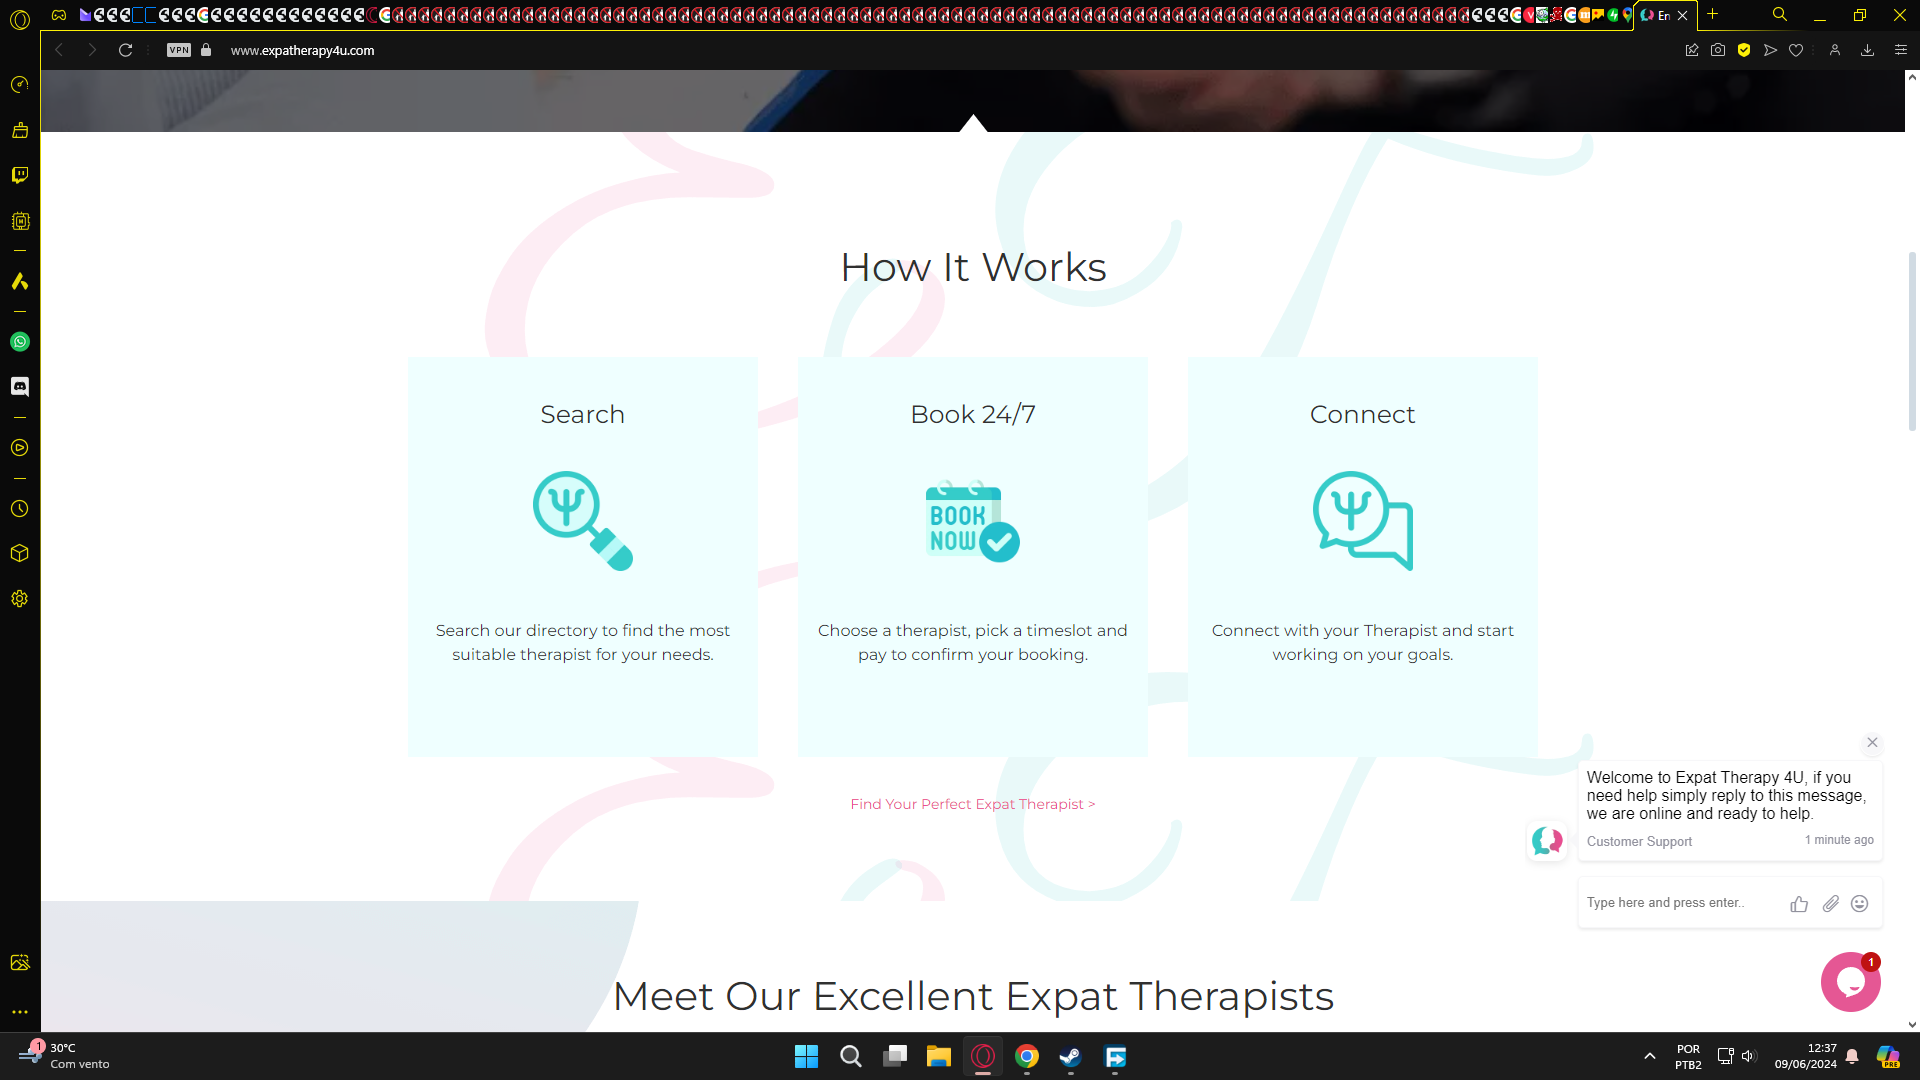 En
VPN
www.expatherapy4u.com
How It Works
Search
Book 24/7
Connect
BOOK
NOW
Search our directory to find the most
suitable therapist for your needs.
Choose a therapist, pick a timeslot and
pay to confirm your booking.
Connect with your Therapist and start
working on your goals.
Find Your Perfect Expat Therapist >
Welcome to Expat Therapy 4U, if you
need help simply reply to this message,
we are online and ready to help.
Customer Support
1 minute ago
Type here and press enter..
1
Meet Our Excellent Expat Therapists
1
30°C
Com vento
POR
PTB2
12:37
09/06/2024
PRE